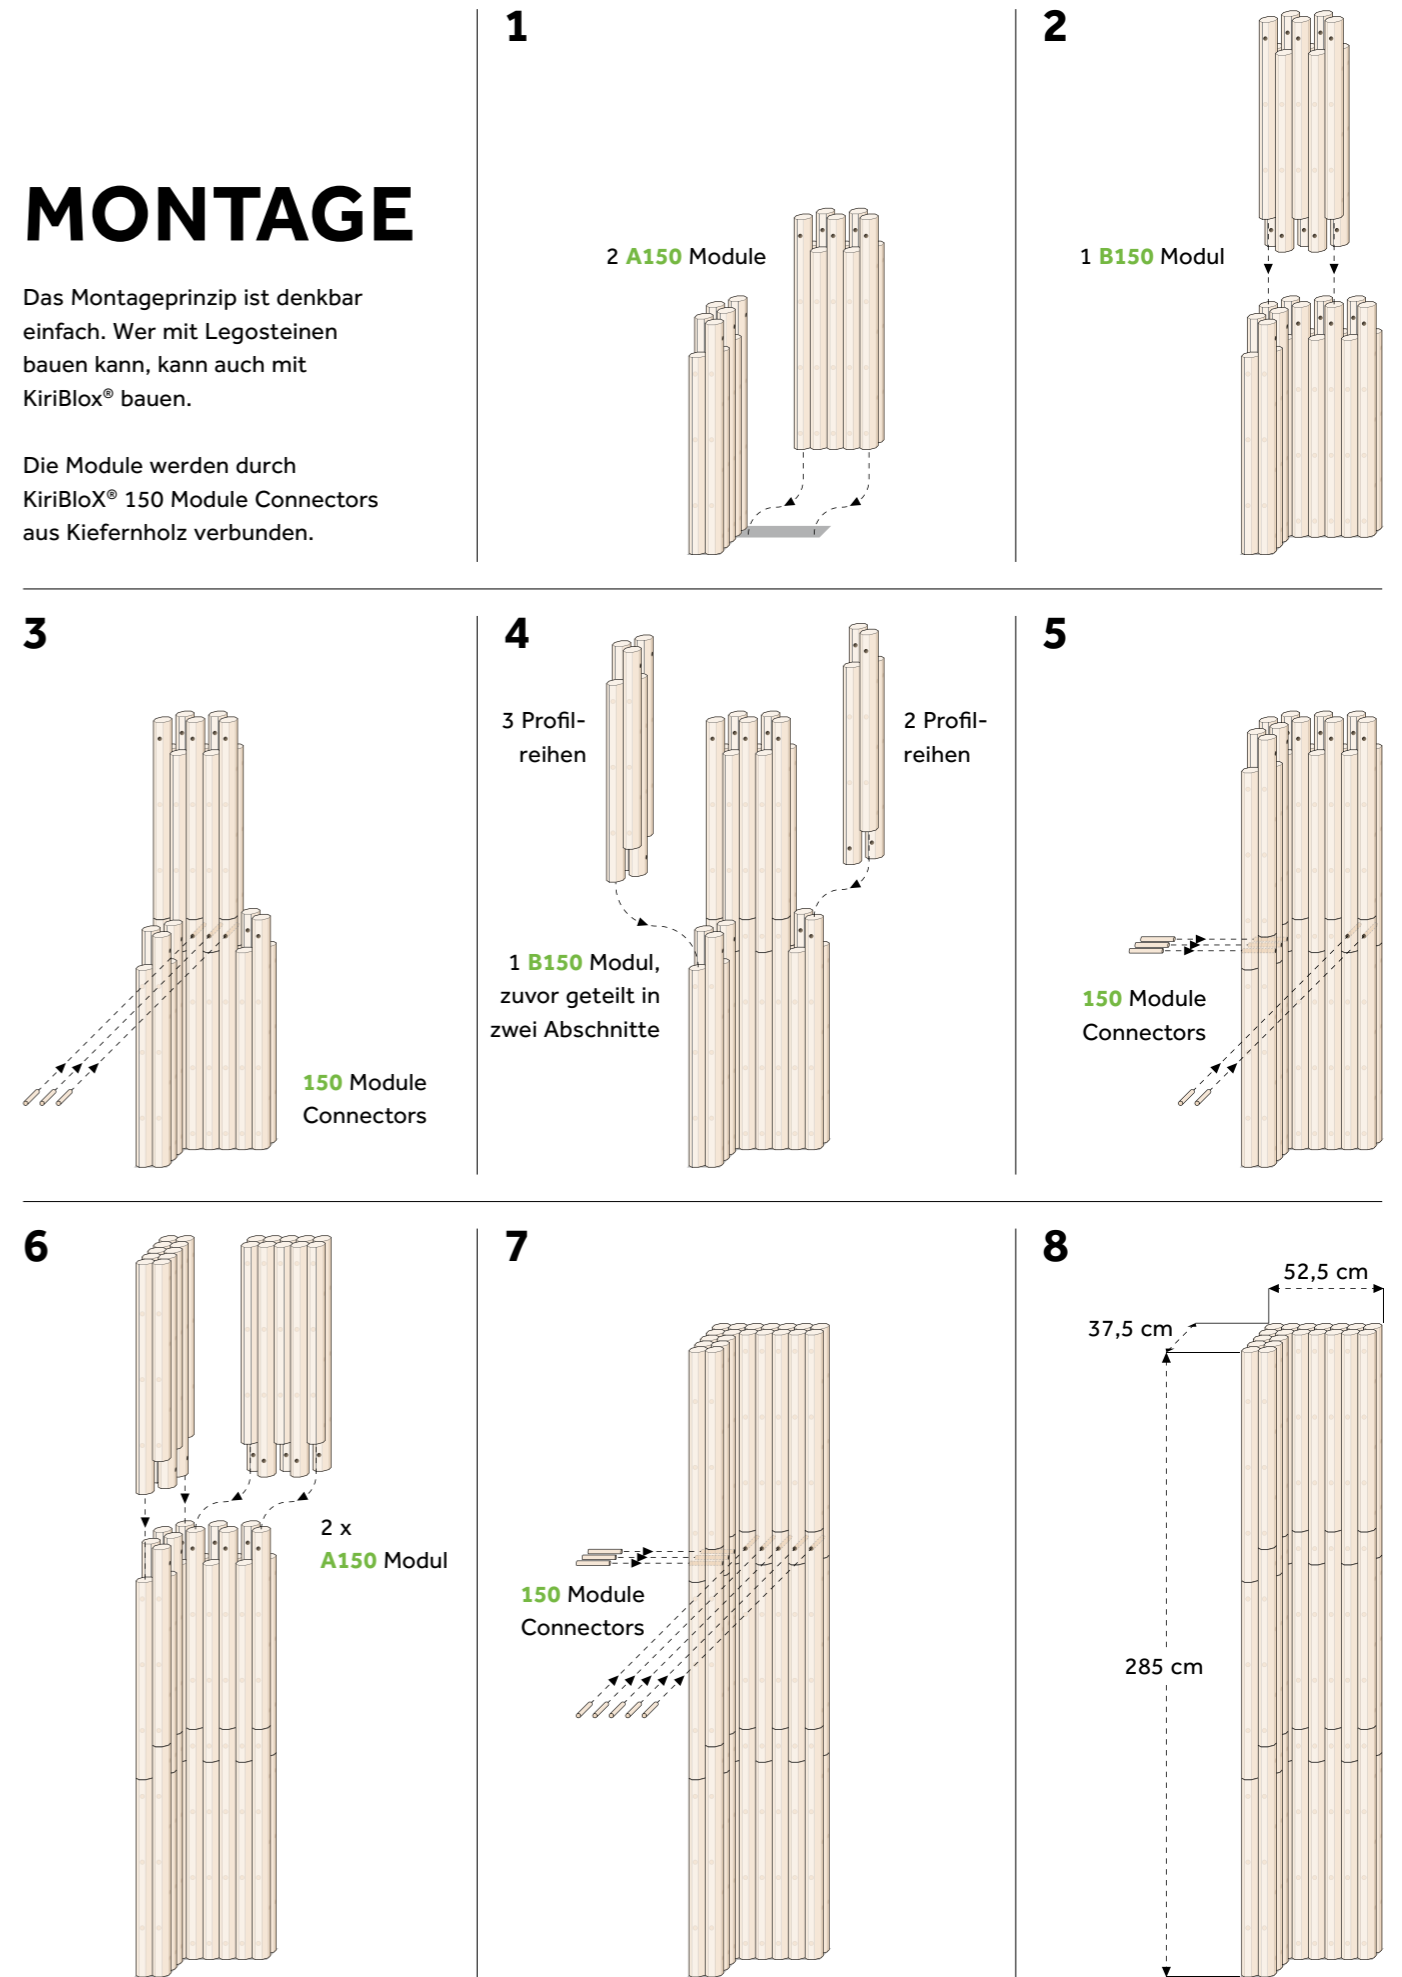 MONTAGE
Das Montageprinzip ist denkbar
einfach. Wer mit Legosteinen
bauen kann, kann auch mit
KiriBlox® bauen.
Die Module werden durch
KiriBloX® 150 Module Connectors
aus Kiefernholz verbunden.
1
2 A150 Module
2
1 B150 Modul
3
150 Module
Connectors
4
3 Profil-
reihen
2 Profil-
reihen
1 B150 Modul,
zuvor geteilt in
zwei Abschnitte
5
150 Module
Connectors
6
2 x
A150 Modul
7
150 Module
Connectors
8
52,5 cm
37,5 cm
285 cm